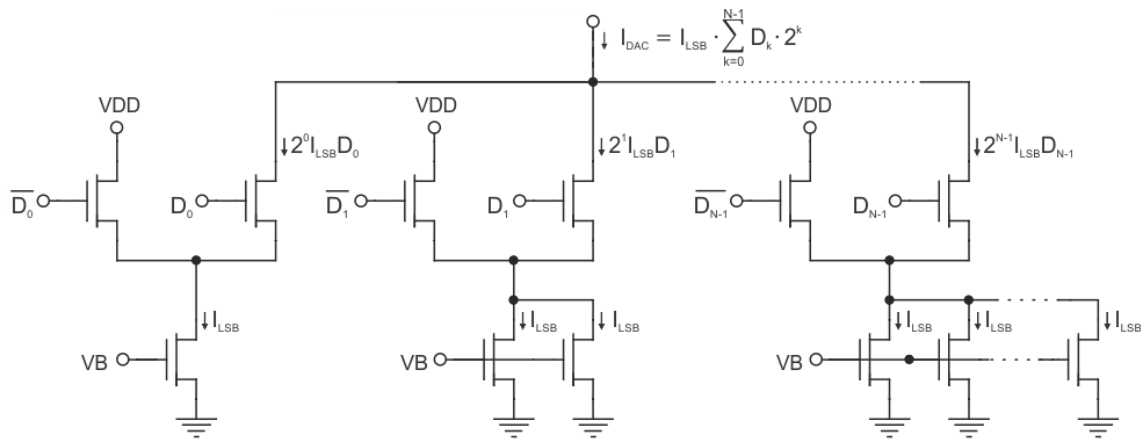 I_DAC = I_LSB · ∑_{k=0}^{N-1} D_k · 2^k
VDD
VDD
VDD
2^0 I_LSB D_0
2^1 I_LSB D_1
2^{N-1} I_LSB D_{N-1}
D̅_0
D_0
D̅_1
D_1
D̅_{N-1}
D_{N-1}
I_LSB
I_LSB
I_LSB
I_LSB
I_LSB
I_LSB
VB
VB
VB